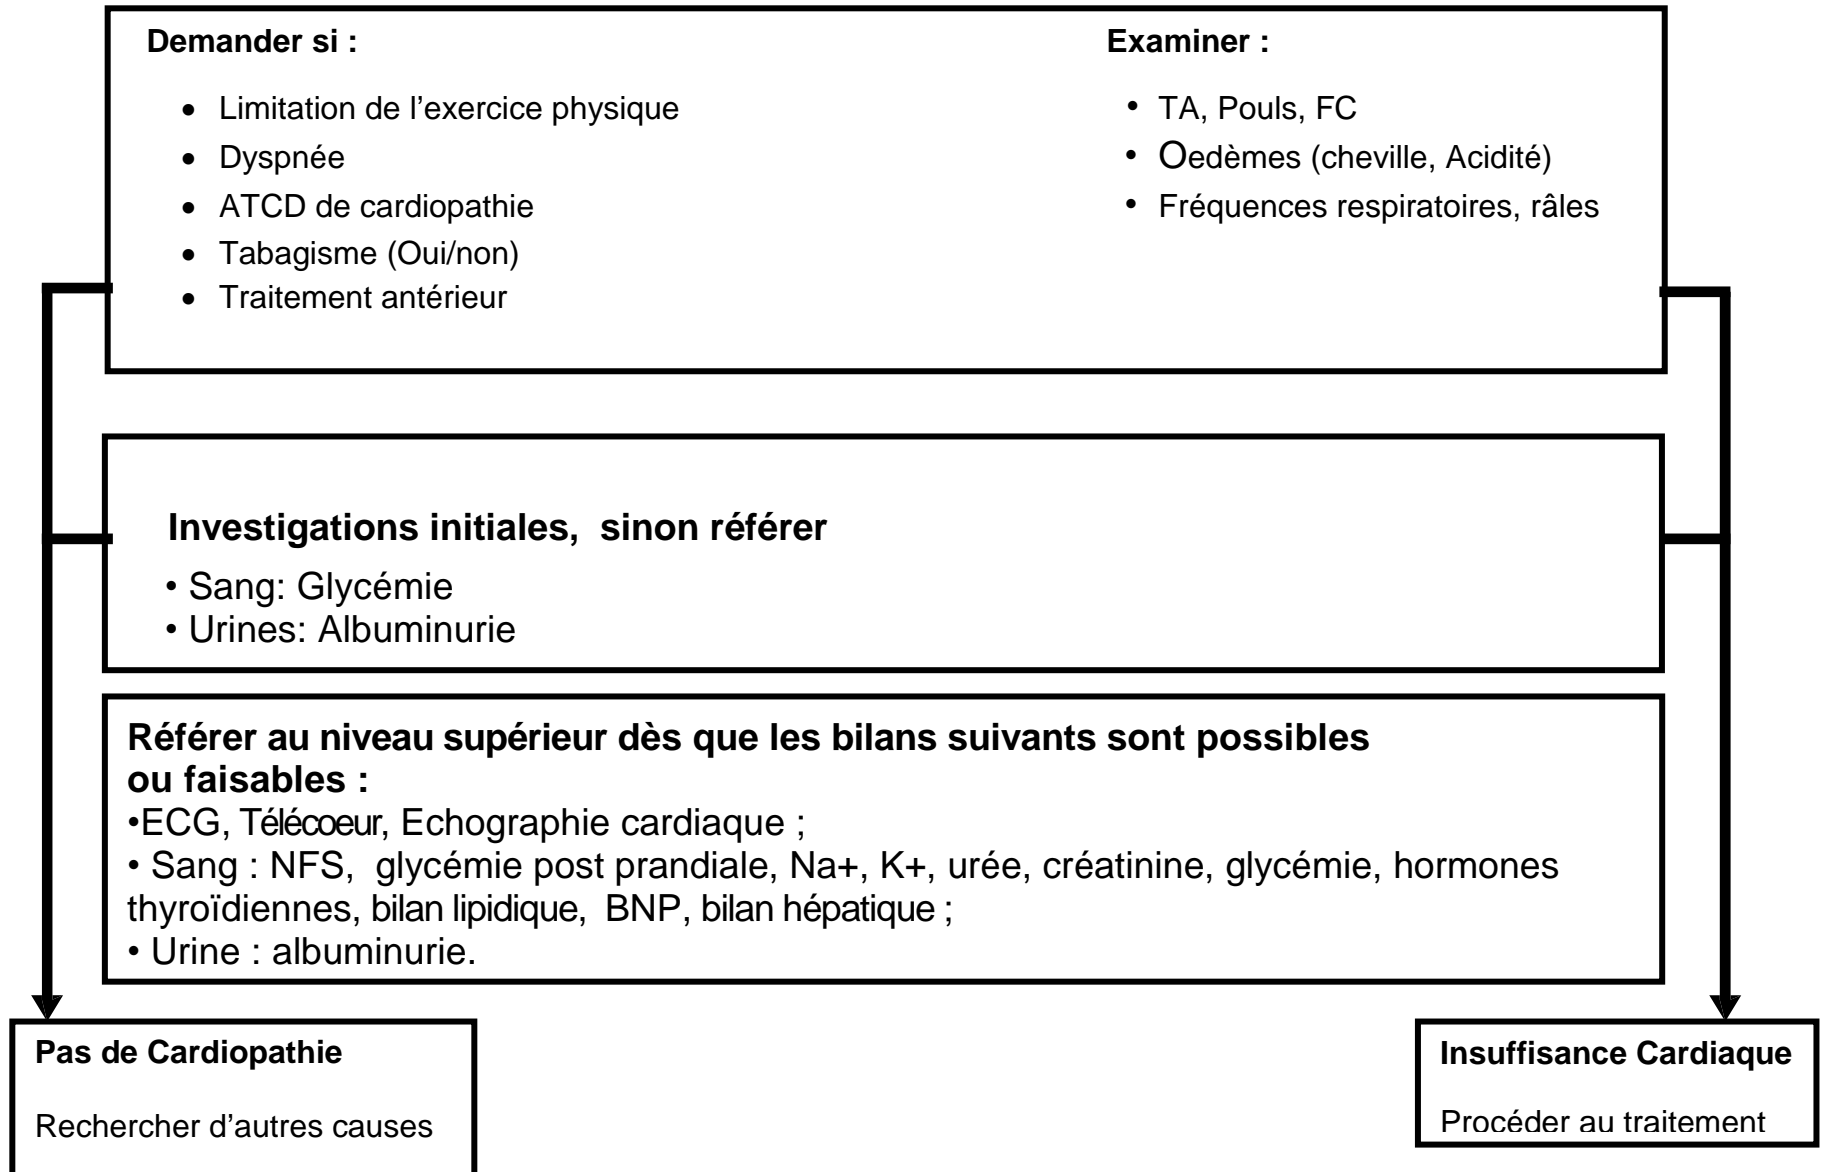 Demander si :
• Limitation de l’exercice physique
• Dyspnée
• ATCD de cardiopathie
• Tabagisme (Oui/non)
• Traitement antérieur
Examiner :
• TA, Pouls, FC
• Oedèmes (cheville, Acidité)
• Fréquences respiratoires, râles
Investigations initiales, sinon référer
• Sang: Glycémie
• Urines: Albuminurie
Référer au niveau supérieur dès que les bilans suivants sont possibles
ou faisables :
•ECG, Télécoeur, Echographie cardiaque ;
• Sang : NFS, glycémie post prandiale, Na+, K+, urée, créatinine, glycémie, hormones
thyroïdiennes, bilan lipidique, BNP, bilan hépatique ;
• Urine : albuminurie.
Pas de Cardiopathie
Rechercher d’autres causes
Insuffisance Cardiaque
Procéder au traitement